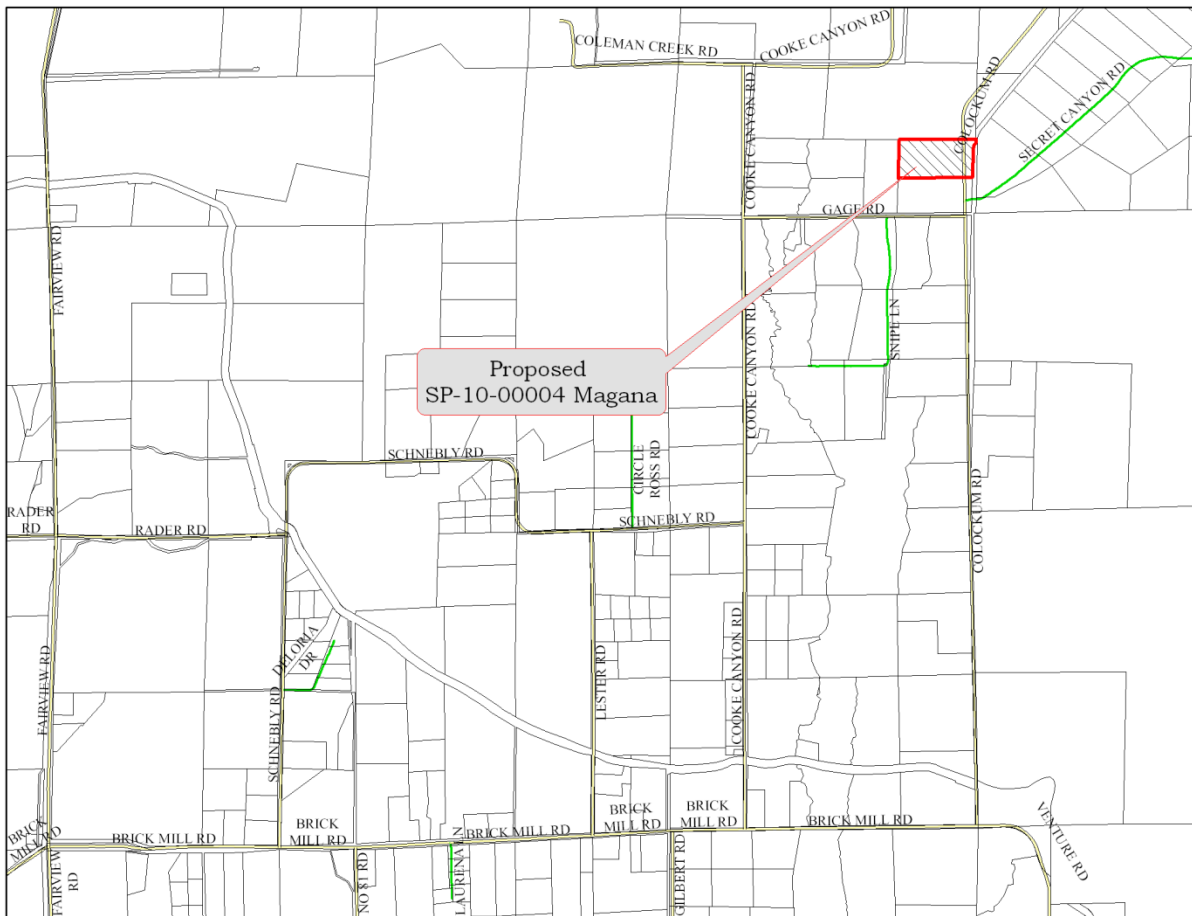 COLEMAN CREEK RD
COOKE CANYON RD
COLOCKUM RD
SECRET CANYON RD
COOKE CANYON RD
GAGE RD
FAIRVIEW RD
SNIPE LN
COOKE CANYON RD
Proposed
SP-10-00004 Magana
SCHNEBLY RD
CIRCLE
ROSS RD
RADER
RD
RADER RD
SCHNEBLY RD
COLOCKUM RD
DELORIA
DR
FAIRVIEW RD
SCHNEBLY RD
LESTER RD
COOKE CANYON RD
BRICK
MILL RD
BRICK MILL RD
BRICK
MILL RD
BRICK MILL RD
BRICK
MILL RD
BRICK
MILL RD
BRICK MILL RD
VENTURE RD
FAIRVIEW
RD
NO 81 RD
LAURENA LN
GILBERT RD